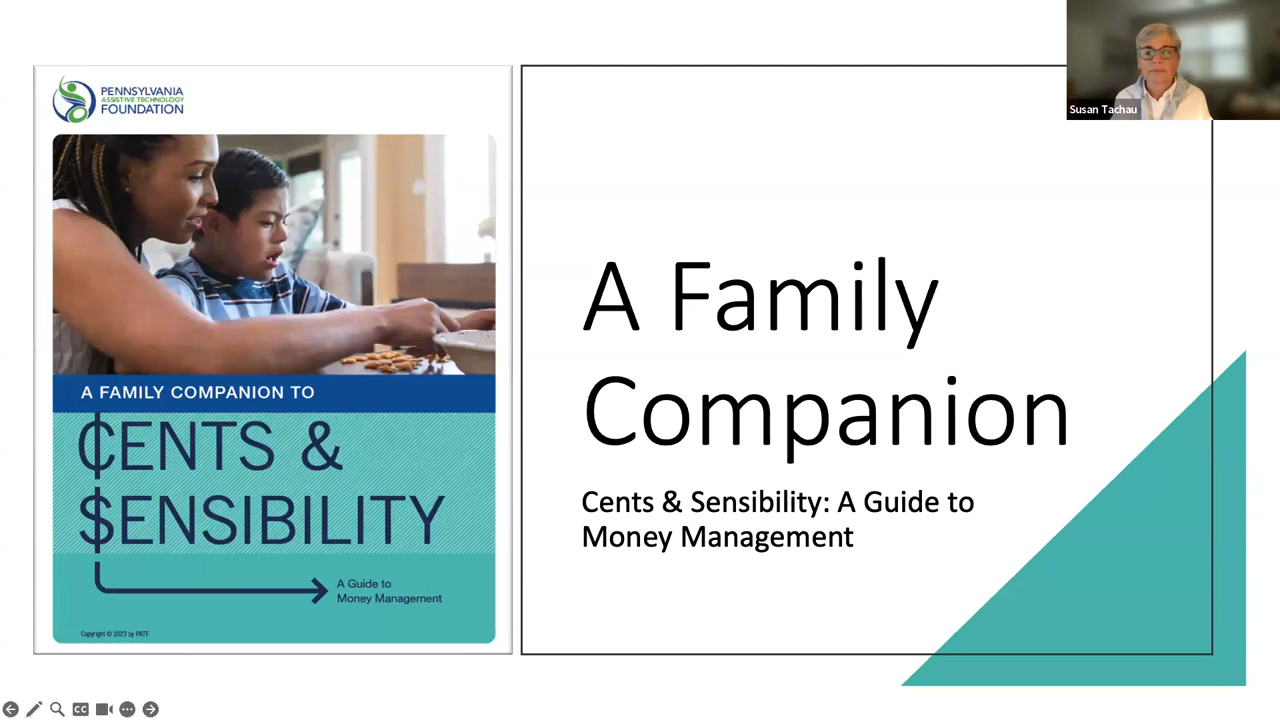 PENNSYLVANIA
ASSISTIVE TECHNOLOGY
FOUNDATION
A FAMILY COMPANION TO
CENTS &
$ENSIBILITY
A Guide to
Money Management
Copyright © 2023 by PATF
A Family
Companion
Cents & Sensibility: A Guide to
Money Management
Susan Tachau
CC